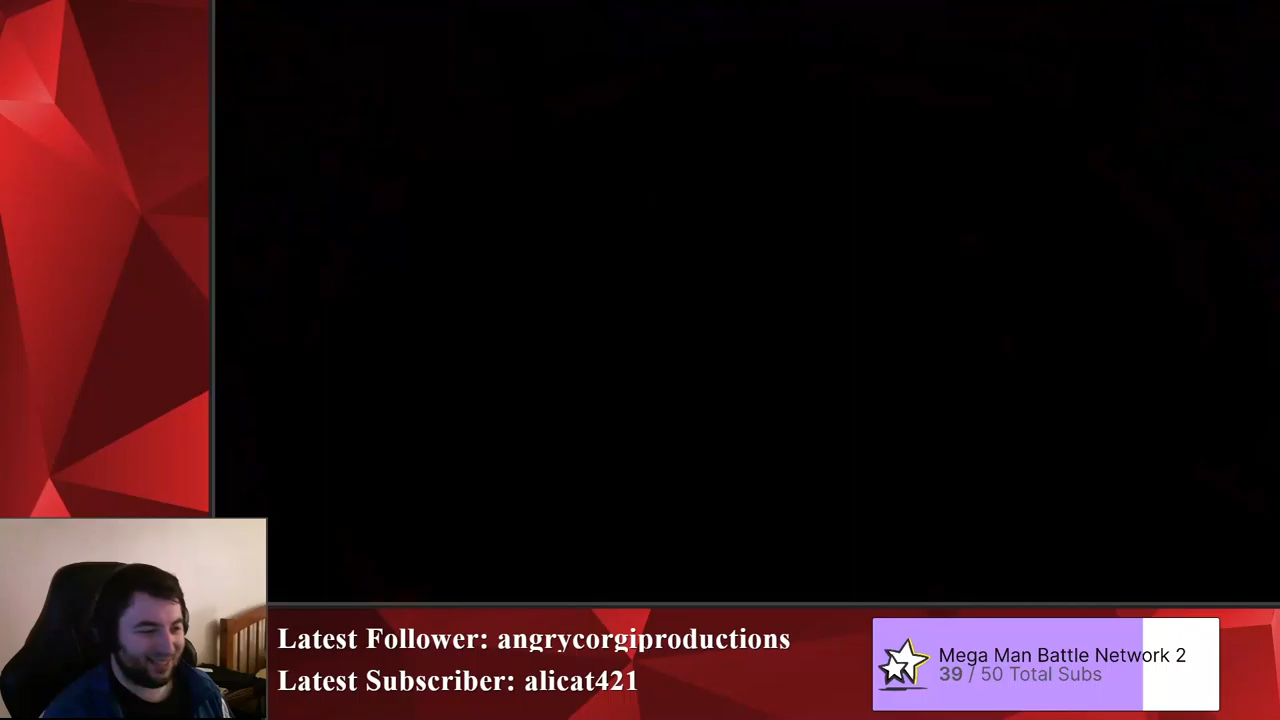 Latest Follower: angrycorgiproductions
Latest Subscriber: alicat421
Mega Man Battle Network 2
39 / 50 Total Subs